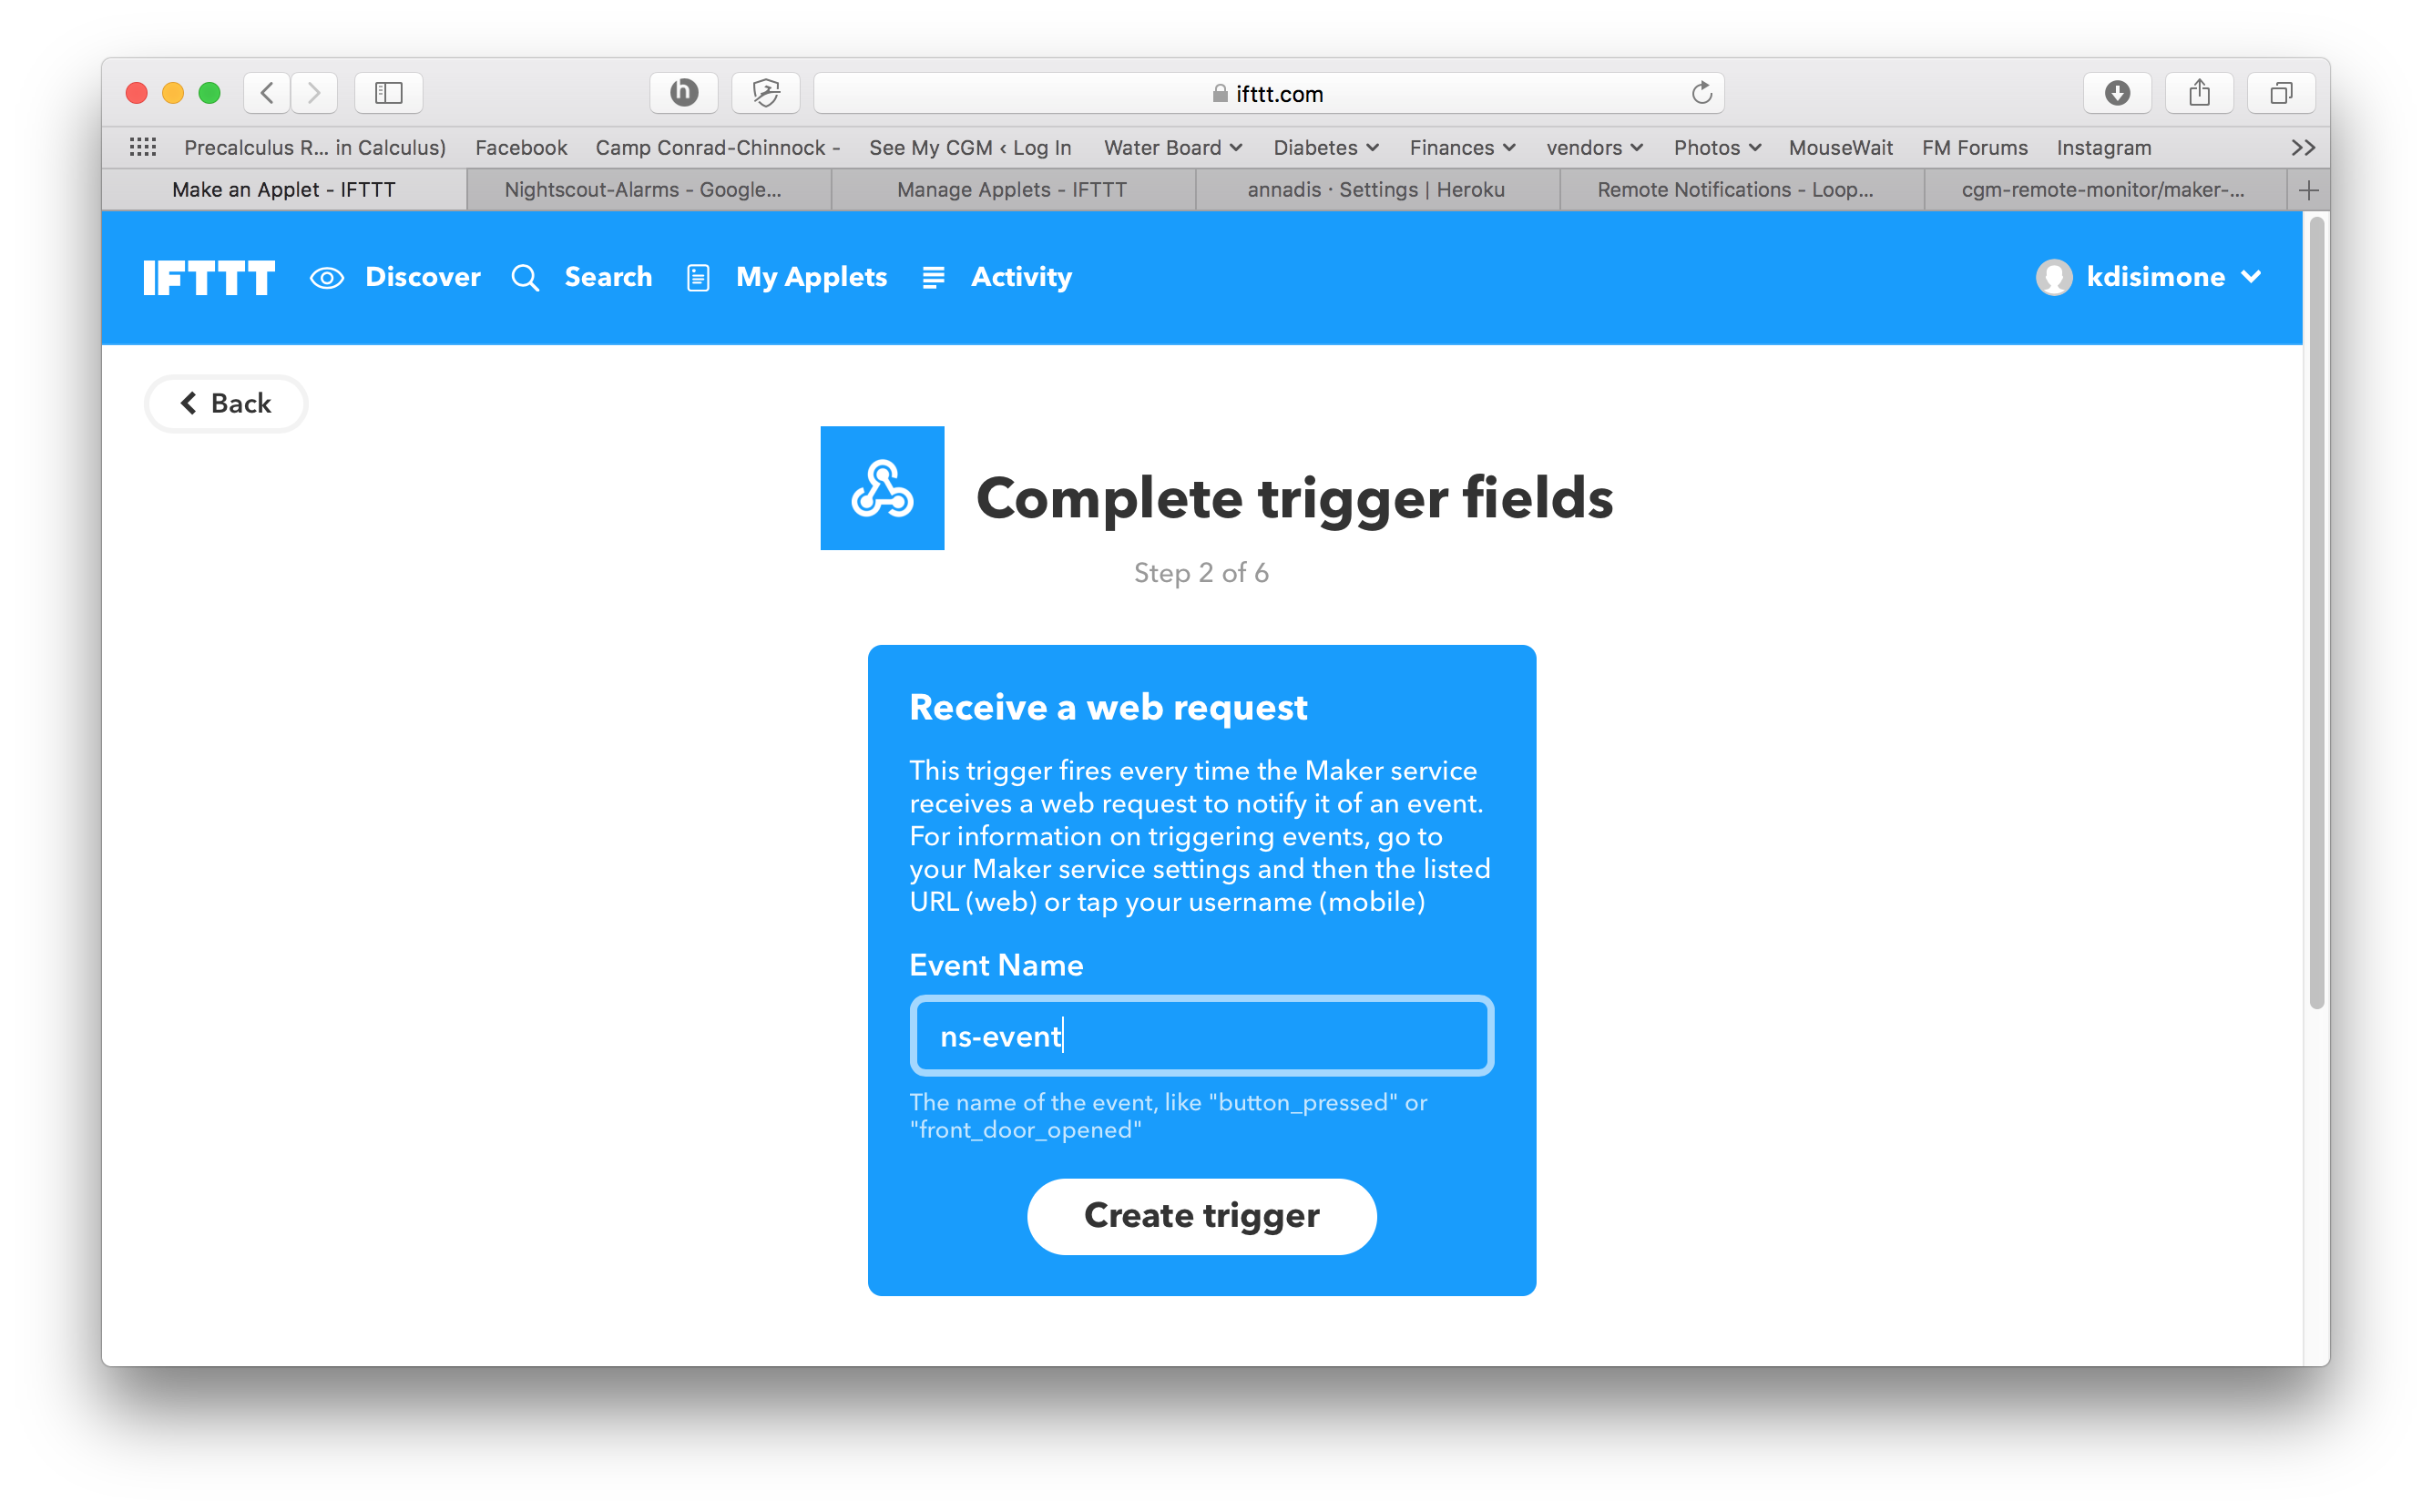 ifttt.com
Precalculus R... in Calculus) Facebook Camp Conrad-Chinnock - See My CGM ‹ Log In Water Board Diabetes Finances vendors Photos MouseWait FM Forums Instagram
Make an Applet - IFTTT Nightscout-Alarms - Google... Manage Applets - IFTTT annadis · Settings | Heroku Remote Notifications - Loop... cgm-remote-monitor/maker-...
IFTTT Discover Search My Applets Activity kdisimone
Back
Complete trigger fields
Step 2 of 6
Receive a web request
This trigger fires every time the Maker service
receives a web request to notify it of an event.
For information on triggering events, go to
your Maker service settings and then the listed
URL (web) or tap your username (mobile)
Event Name
ns-event
The name of the event, like "button_pressed" or
"front_door_opened"
Create trigger